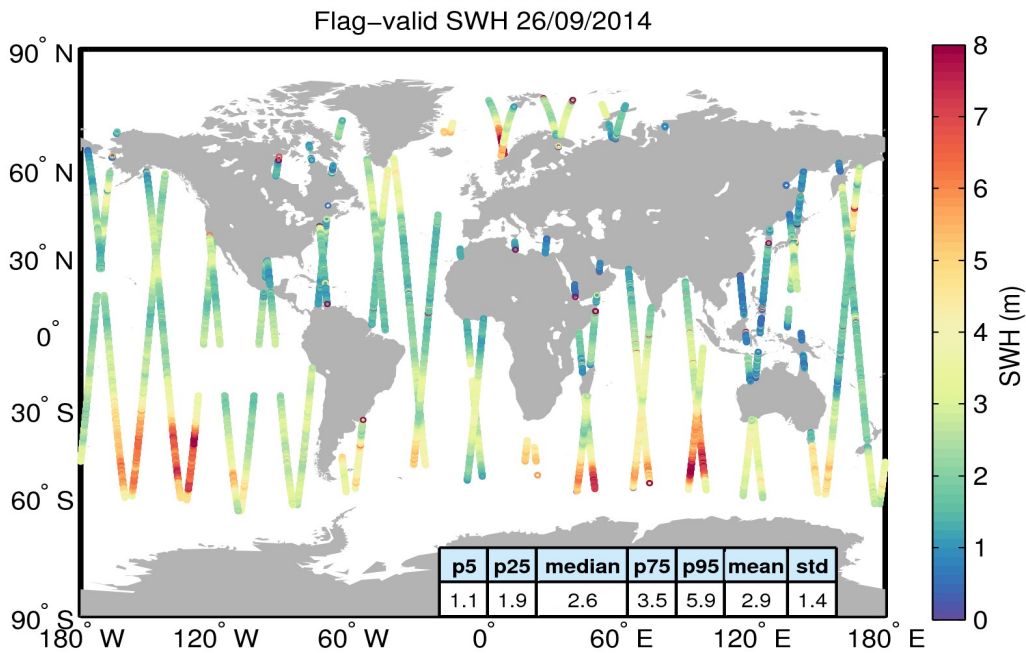 Flag−valid SWH 26/09/2014
90° N
60° N
30° N
0°
30° S
60° S
90° S
180° W
120° W
60° W
0°
60° E
120° E
180° E
8
7
6
5
4
3
2
1
0
SWH (m)
p5 p25 median p75 p95 mean std
1.1 1.9 2.6 3.5 5.9 2.9 1.4